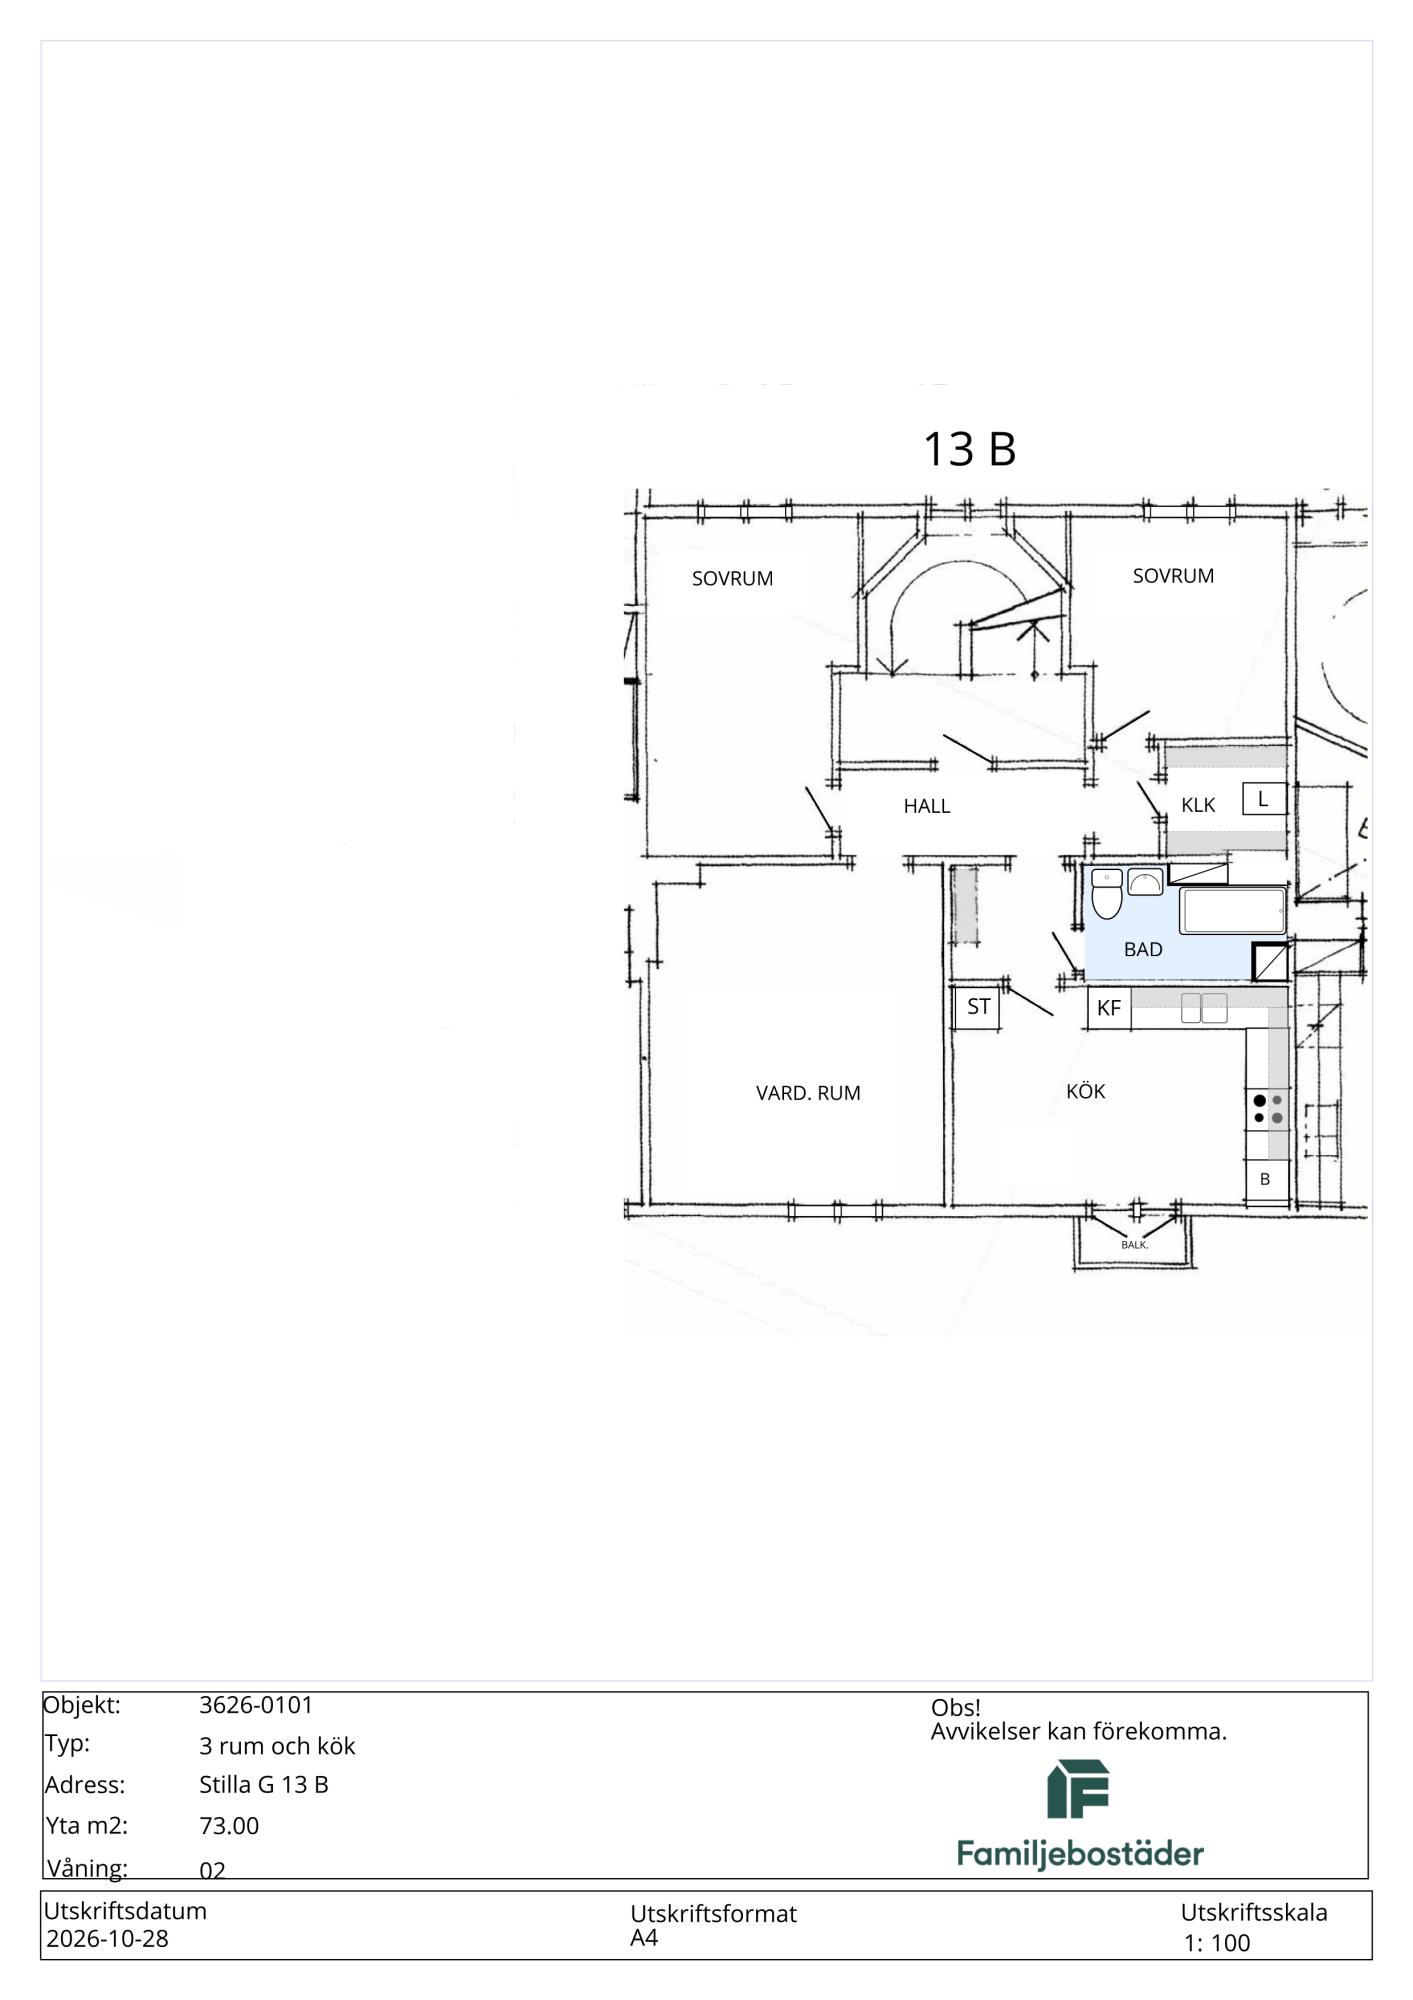 13 B
SOVRUM
SOVRUM
HALL
KLK
L
BAD
ST
KF
VARD. RUM
KÖK
B
BALK.
Objekt: 3626-0101
Typ: 3 rum och kök
Adress: Stilla G 13 B
Yta m2: 73.00
Våning: 02
Obs!
Avvikelser kan förekomma.
Familjebostäder
Utskriftsdatum
2026-10-28
Utskriftsformat
A4
Utskriftsskala
1: 100